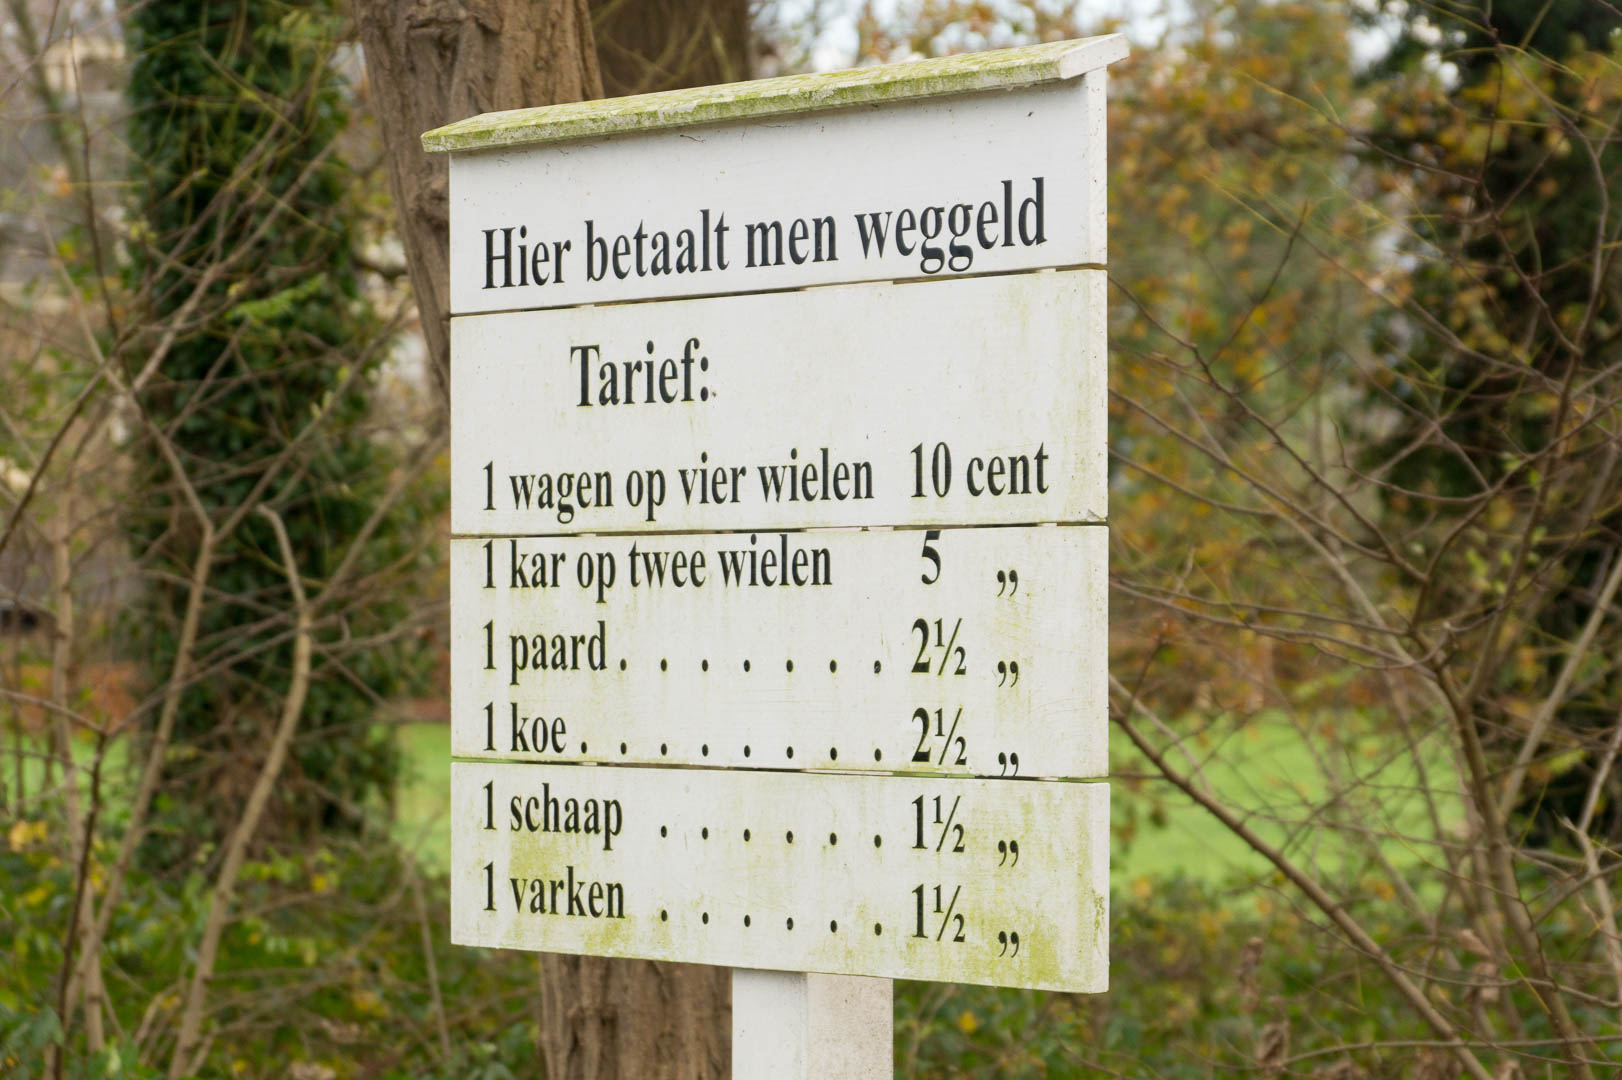 Hier betaalt men weggeld
Tarief:
1 wagen op vier wielen 10 cent
1 kar op twee wielen 5 „
1 paard . . . . . . . 2½ „
1 koe . . . . . . . . 2½ „
1 schaap . . . . . . 1½ „
1 varken . . . . . . 1½ „